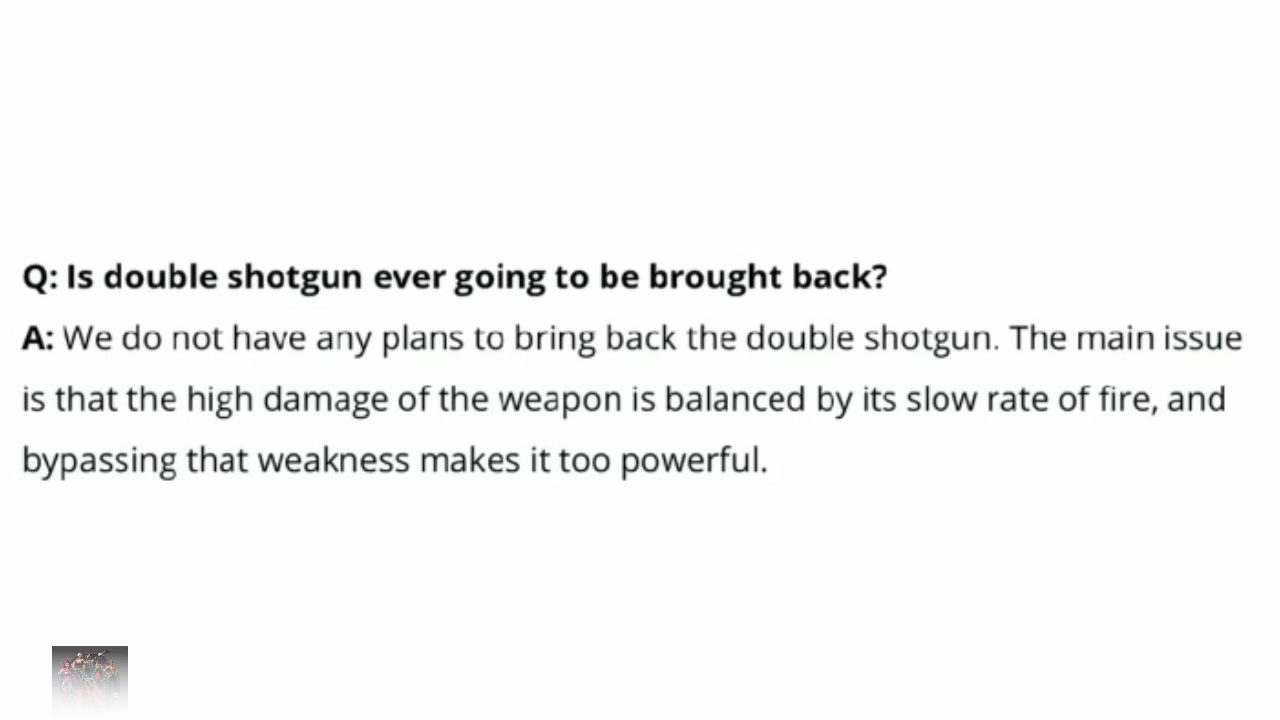 Q: Is double shotgun ever going to be brought back?
A: We do not have any plans to bring back the double shotgun. The main issue
is that the high damage of the weapon is balanced by its slow rate of fire, and
bypassing that weakness makes it too powerful.